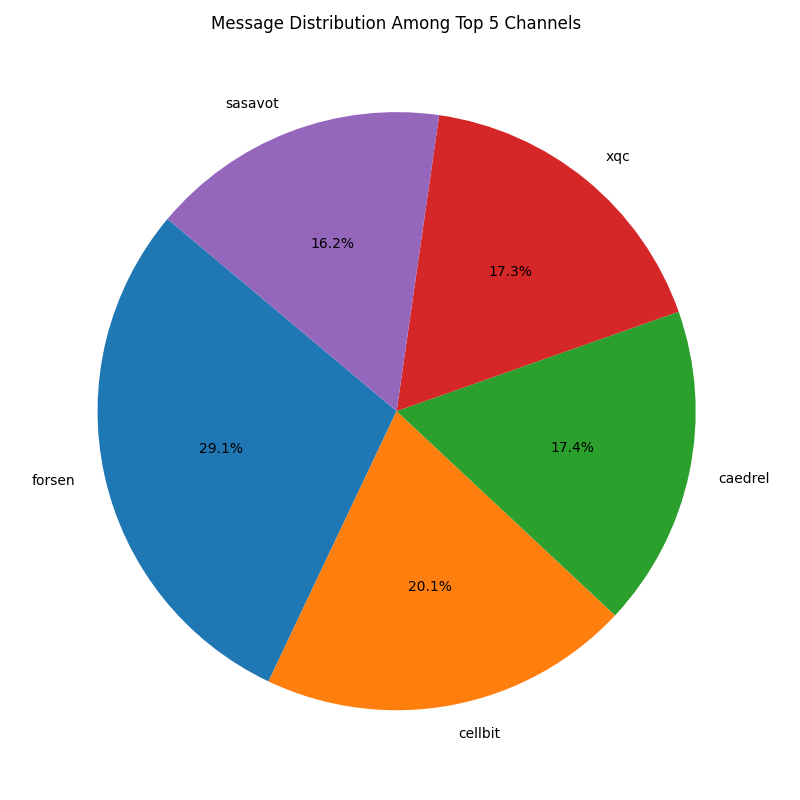 Message Distribution Among Top 5 Channels
sasavot
xqc
16.2%
17.3%
29.1%
17.4%
forsen
caedrel
20.1%
cellbit